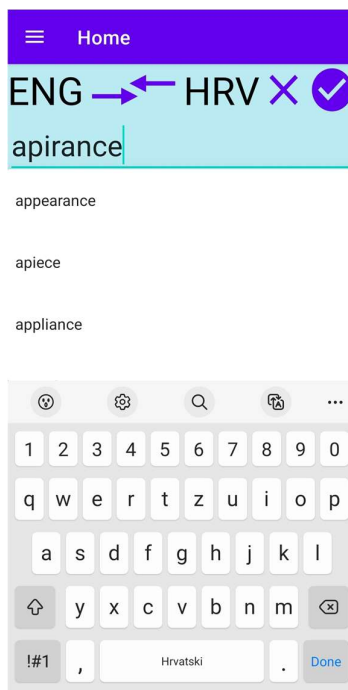 Home
ENG HRV
apirance
appearance
apiece
appliance
1 2 3 4 5 6 7 8 9 0
q w e r t z u i o p
a s d f g h j k l
y x c v b n m
!#1 , Hrvatski . Done